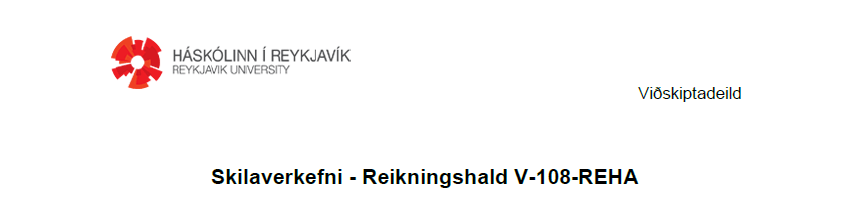 HÁSKÓLINN Í REYKJAVÍK
REYKJAVIK UNIVERSITY
Viðskiptadeild
Skilaverkefni - Reikningshald V-108-REHA